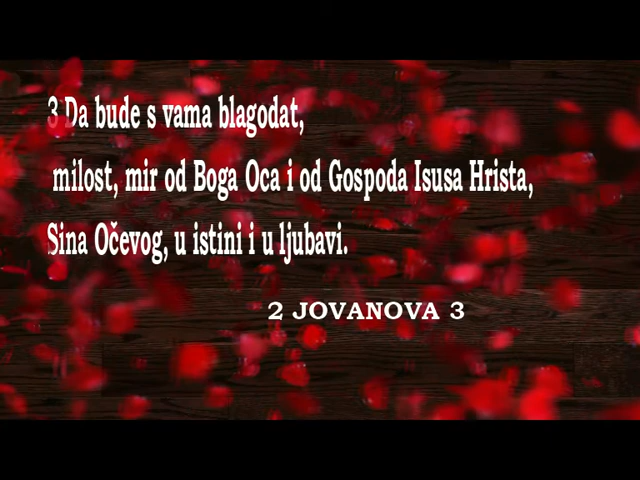 3 Da bude s vama blagodat,
milost, mir od Boga Oca i od Gospoda Isusa Hrista,
Sina Očevog, u istini i u ljubavi.
2 JOVANOVA 3